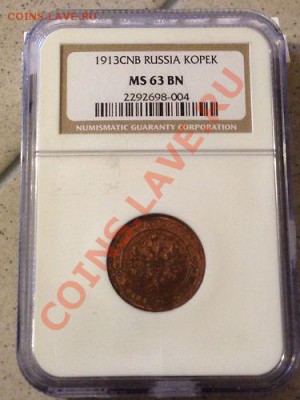 coins.lave.ru
1913CNB RUSSIA KOPEK
MS 63 BN
2292698-004
NUMISMATIC GUARANTY CORPORATION
COINS.LAVE.RU